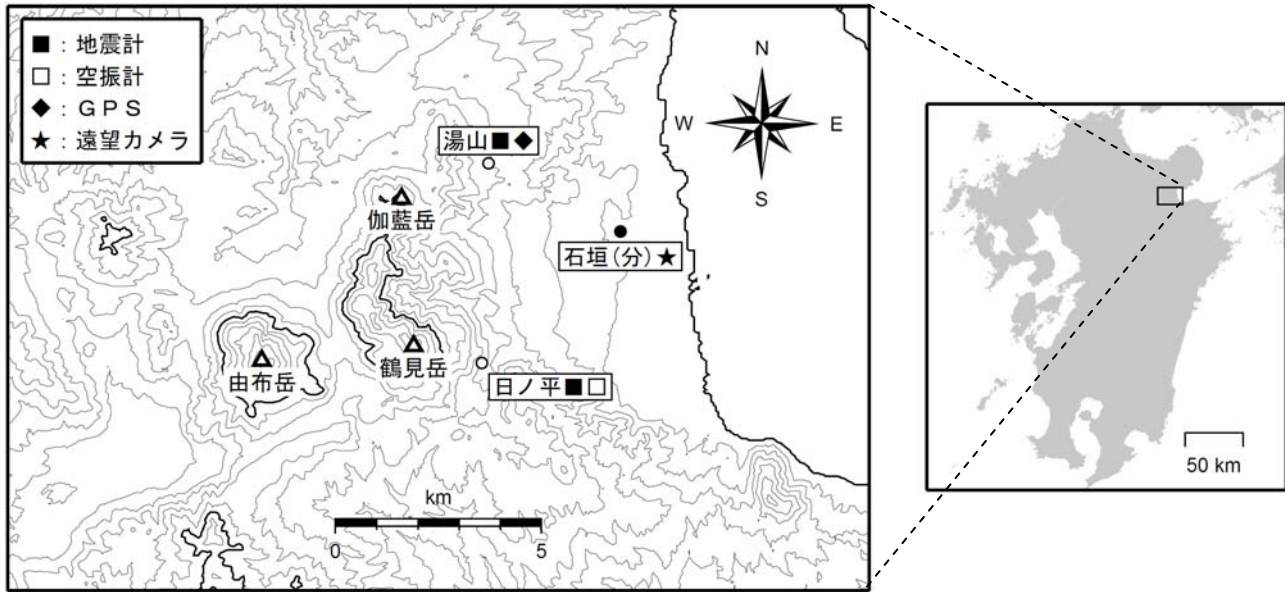 ■：地震計
□：空振計
◆：ＧＰＳ
★：遠望カメラ
N
W
E
S
湯山■◆
伽藍岳
石垣(分)★
鶴見岳
由布岳
日ノ平■□
km
0
5
50 km